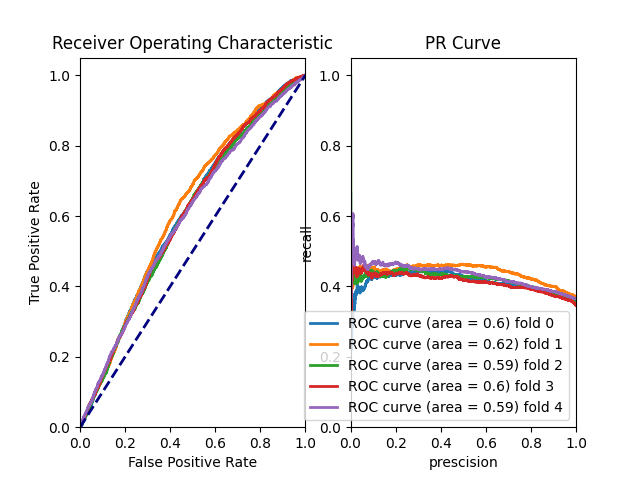 Receiver Operating Characteristic
PR Curve
1.0
0.8
0.6
0.4
0.2
0.0
True Positive Rate
0.0 0.2 0.4 0.6 0.8 1.0
False Positive Rate
1.0
0.8
0.6
0.4
0.2
0.0
recall
0.0 0.2 0.4 0.6 0.8 1.0
prescision
ROC curve (area = 0.6) fold 0
ROC curve (area = 0.62) fold 1
ROC curve (area = 0.59) fold 2
ROC curve (area = 0.6) fold 3
ROC curve (area = 0.59) fold 4